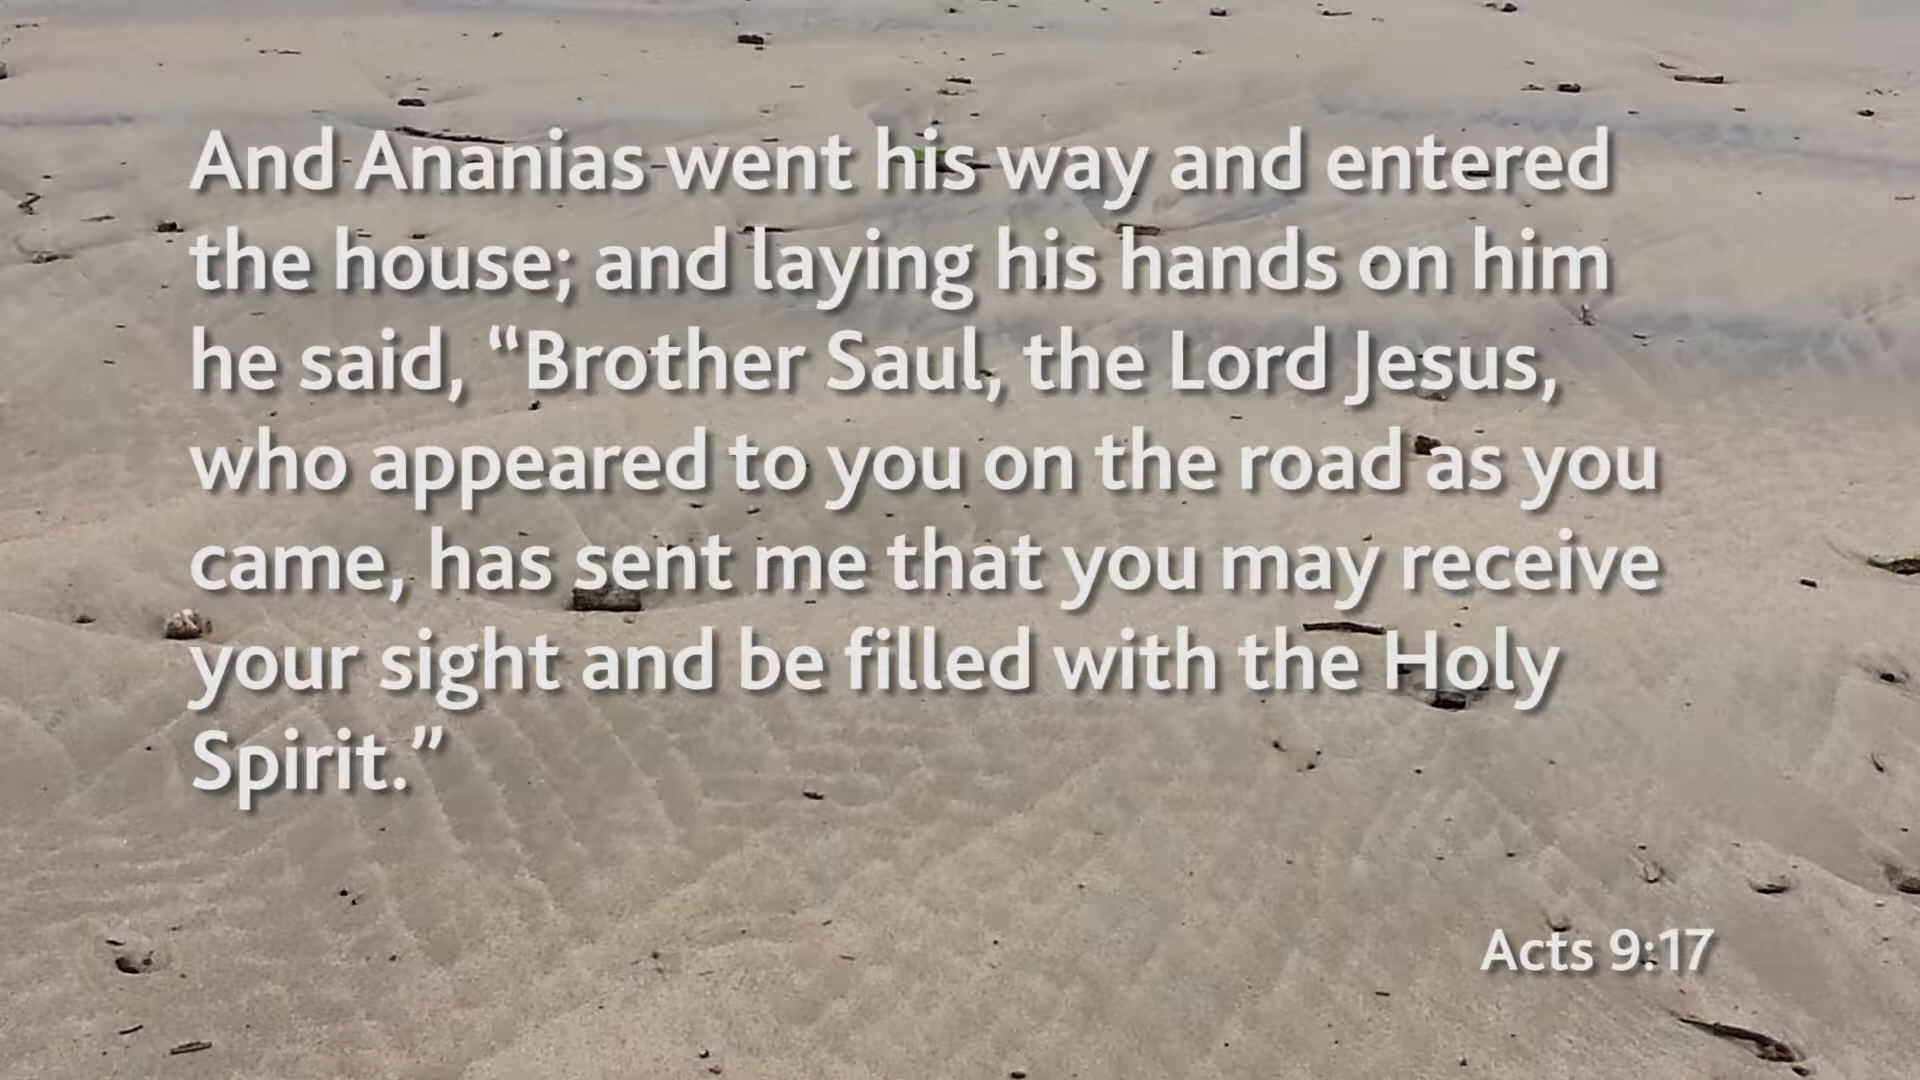 And Ananias went his way and entered
the house; and laying his hands on him
he said, “Brother Saul, the Lord Jesus,
who appeared to you on the road as you
came, has sent me that you may receive
your sight and be filled with the Holy
Spirit.”
Acts 9:17